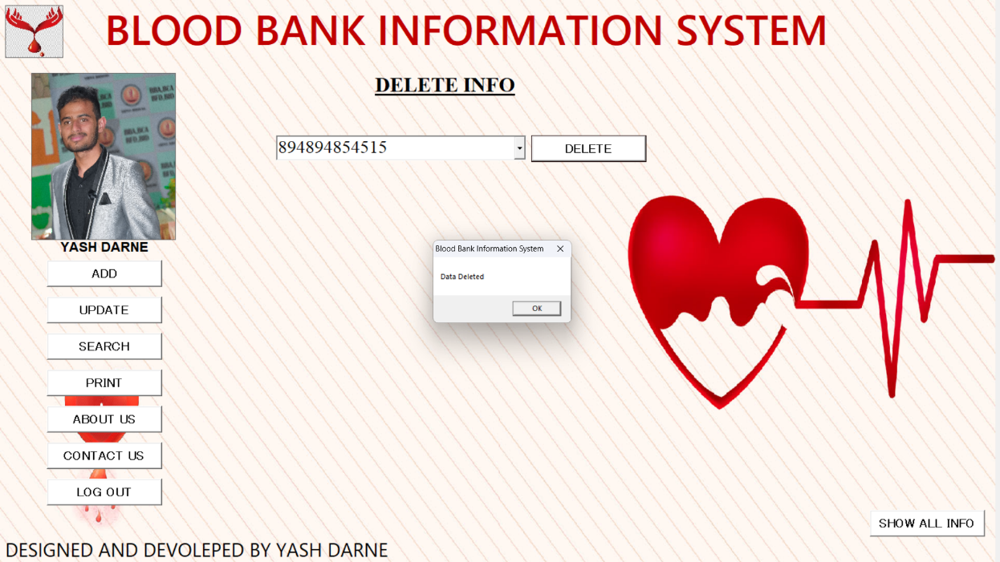 BLOOD BANK INFORMATION SYSTEM
DELETE INFO
894894854515
DELETE
YASH DARNE
ADD
UPDATE
SEARCH
PRINT
ABOUT US
CONTACT US
LOG OUT
Blood Bank Information System
Data Deleted
OK
SHOW ALL INFO
DESIGNED AND DEVOLEPED BY YASH DARNE